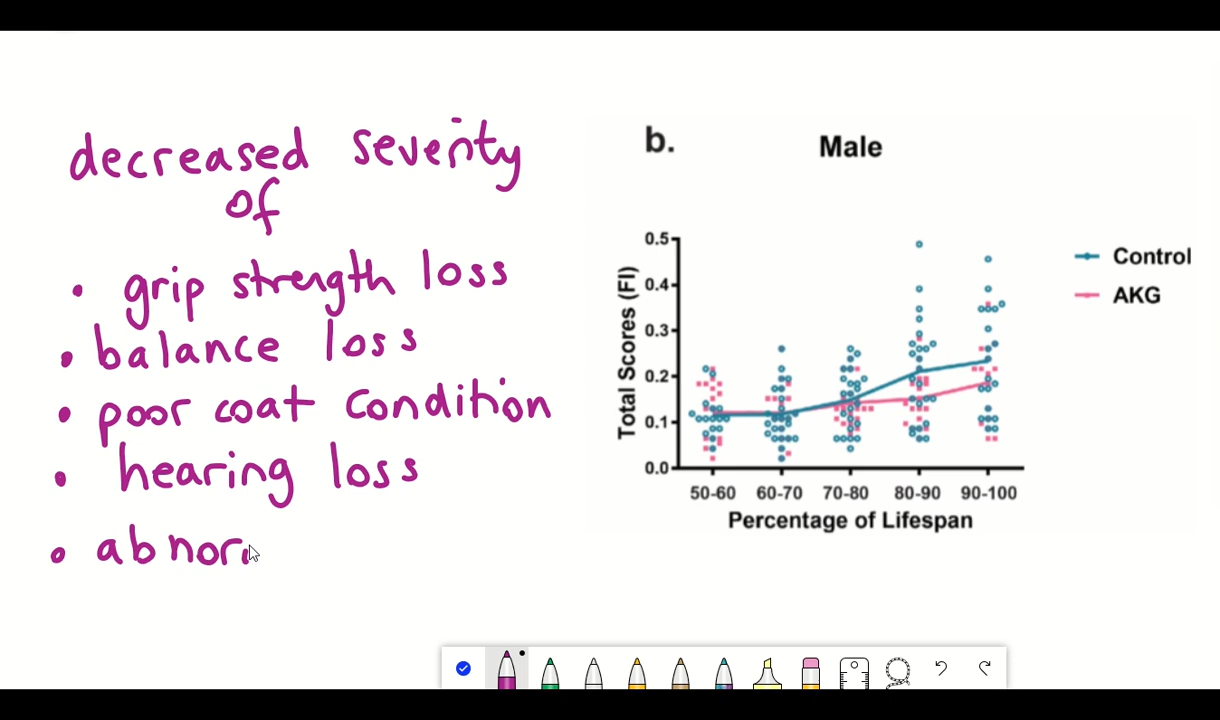 decreased severity
of
• grip strength loss
• balance loss
• poor coat condition
• hearing loss
• abnor
b.
Male
Control
AKG
Total Scores (FI)
0.5
0.4
0.3
0.2
0.1
0.0
50-60 60-70 70-80 80-90 90-100
Percentage of Lifespan